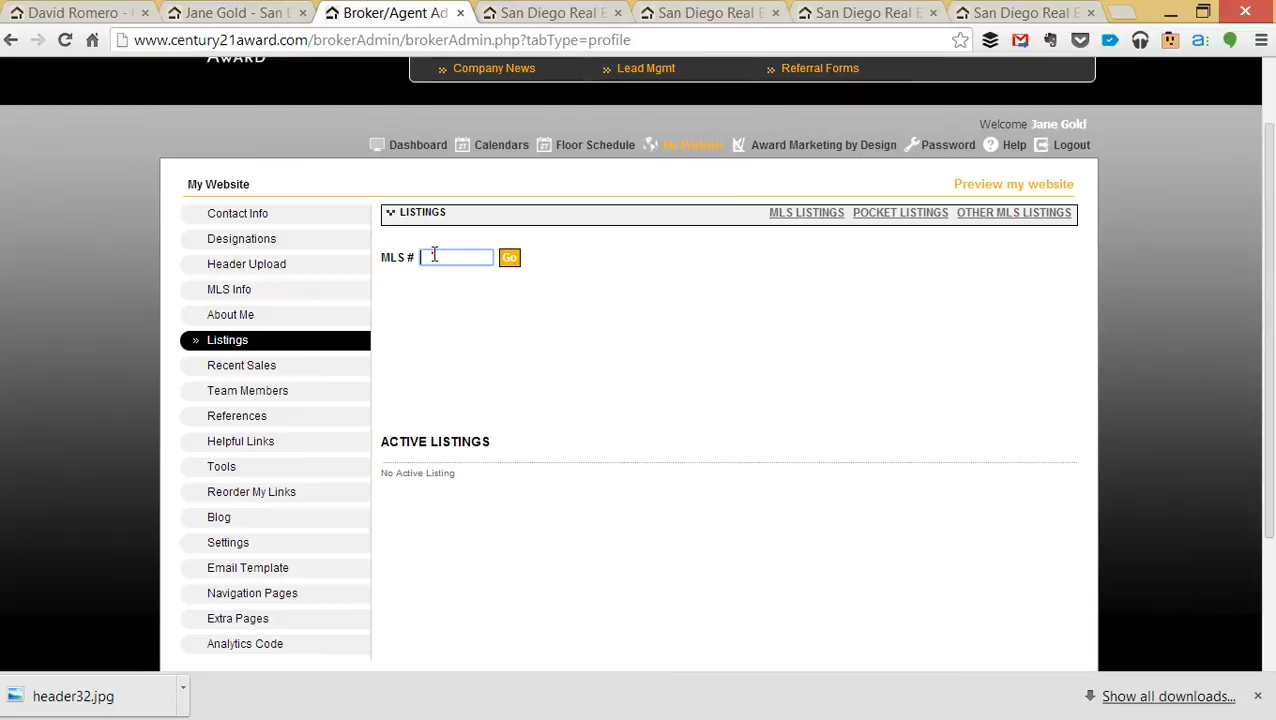 David Romero -
Jane Gold - San D
Broker/Agent Ad
San Diego Real E
San Diego Real E
San Diego Real E
San Diego Real E
www.century21award.com/brokerAdmin/brokerAdmin.php?tabType=profile
AWARD
Company News
Lead Mgmt
Referral Forms
Welcome Jane Gold
Dashboard
Calendars
Floor Schedule
My Website
Award Marketing by Design
Password
Help
Logout
My Website
Preview my website
Contact Info
Designations
Header Upload
MLS Info
About Me
» Listings
Recent Sales
Team Members
References
Helpful Links
Tools
Reorder My Links
Blog
Settings
Email Template
Navigation Pages
Extra Pages
Analytics Code
LISTINGS
MLS LISTINGS
POCKET LISTINGS
OTHER MLS LISTINGS
MLS #
Go
ACTIVE LISTINGS
No Active Listing
header32.jpg
Show all downloads...